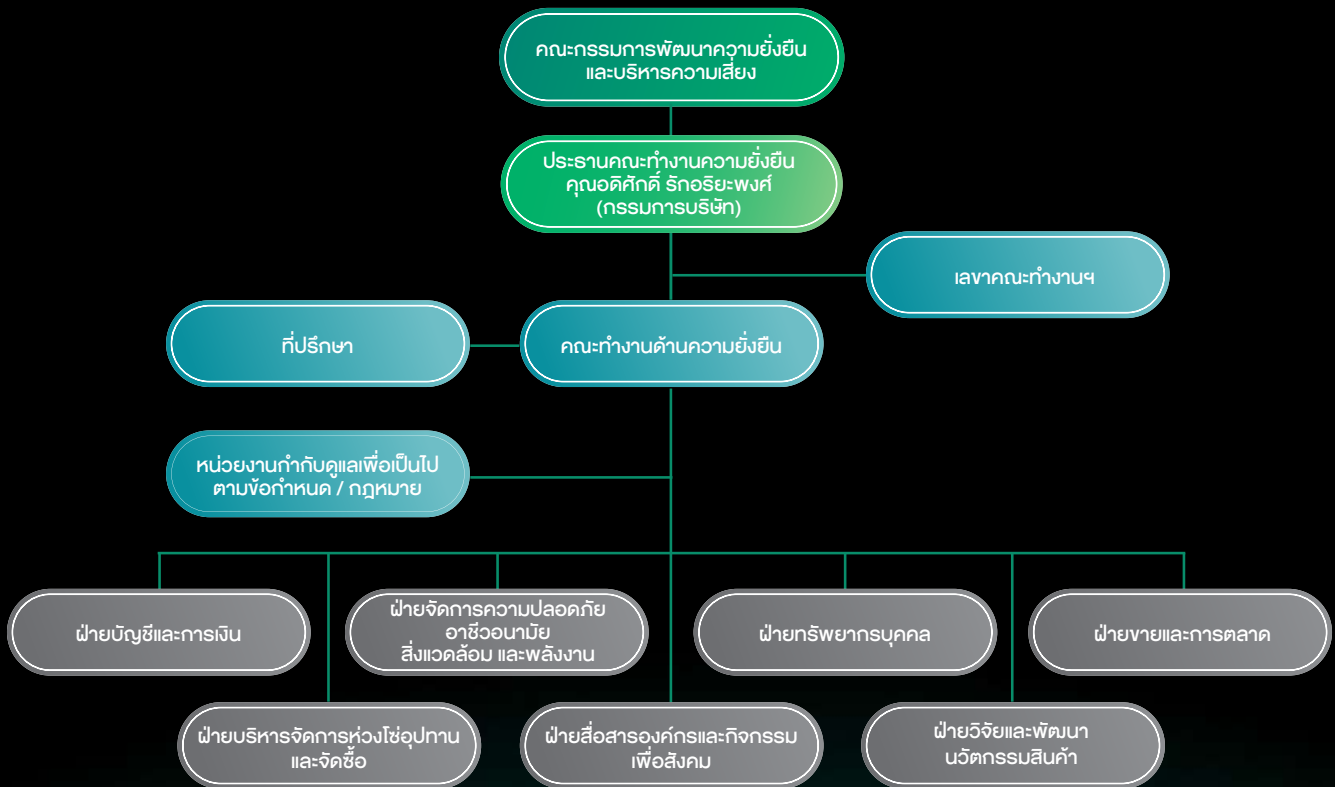 คณะกรรมการพัฒนาความยั่งยืน
และบริหารความเสี่ยง
ประธานคณะทำงานความยั่งยืน
คุณอดิศักดิ์ รักอริยะพงศ์
(กรรมการบริษัท)
เลขาคณะทำงานฯ
ที่ปรึกษา
คณะทำงานด้านความยั่งยืน
หน่วยงานกำกับดูแลเพื่อเป็นไป
ตามข้อกำหนด / กฎหมาย
ฝ่ายบัญชีและการเงิน
ฝ่ายจัดการความปลอดภัย
อาชีวอนามัย
สิ่งแวดล้อม และพลังงาน
ฝ่ายทรัพยากรบุคคล
ฝ่ายขายและการตลาด
ฝ่ายบริหารจัดการห่วงโซ่อุปทาน
และจัดซื้อ
ฝ่ายสื่อสารองค์กรและกิจกรรม
เพื่อสังคม
ฝ่ายวิจัยและพัฒนา
นวัตกรรมสินค้า